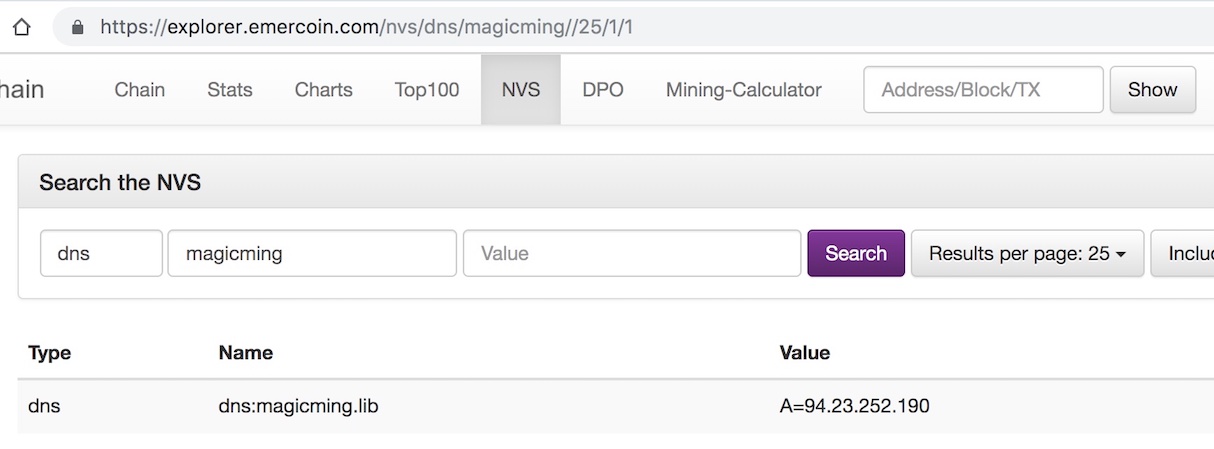 https://explorer.emercoin.com/nvs/dns/magicming//25/1/1
Chain Stats Charts Top100 NVS DPO Mining-Calculator Address/Block/TX Show
Search the NVS
dns magicming Value Search Results per page: 25
Type Name Value
dns dns:magicming.lib A=94.23.252.190